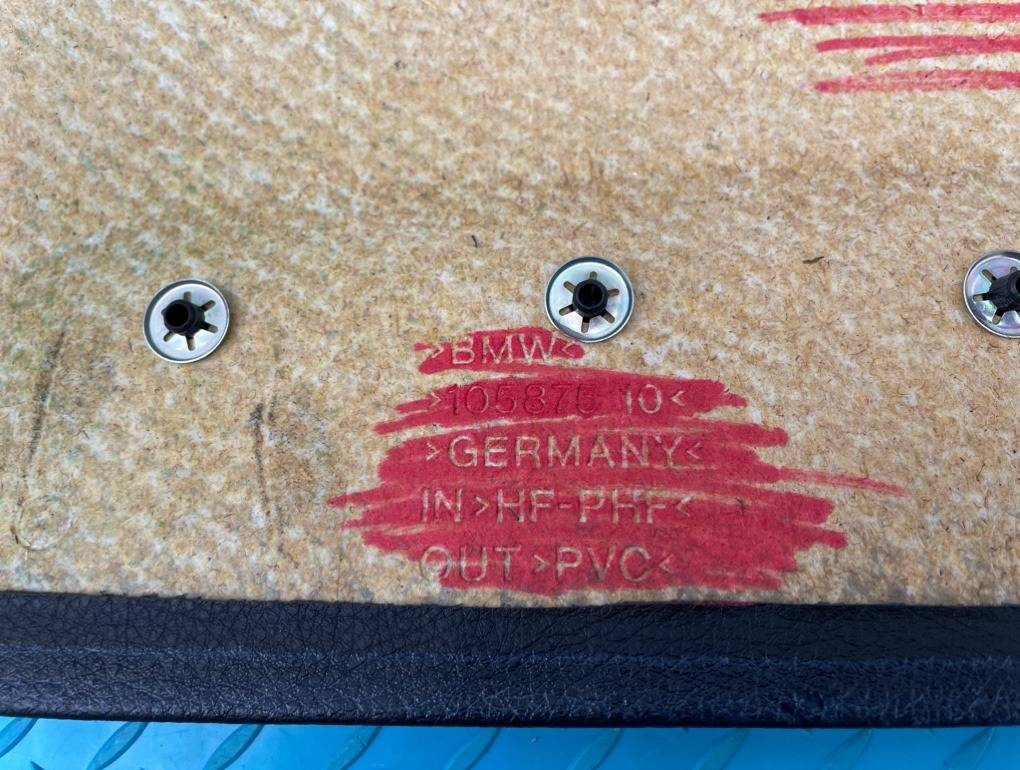 >BMW<
>105875 10<
>GERMANY<
IN>HF-PHF<
OUT>PVC<